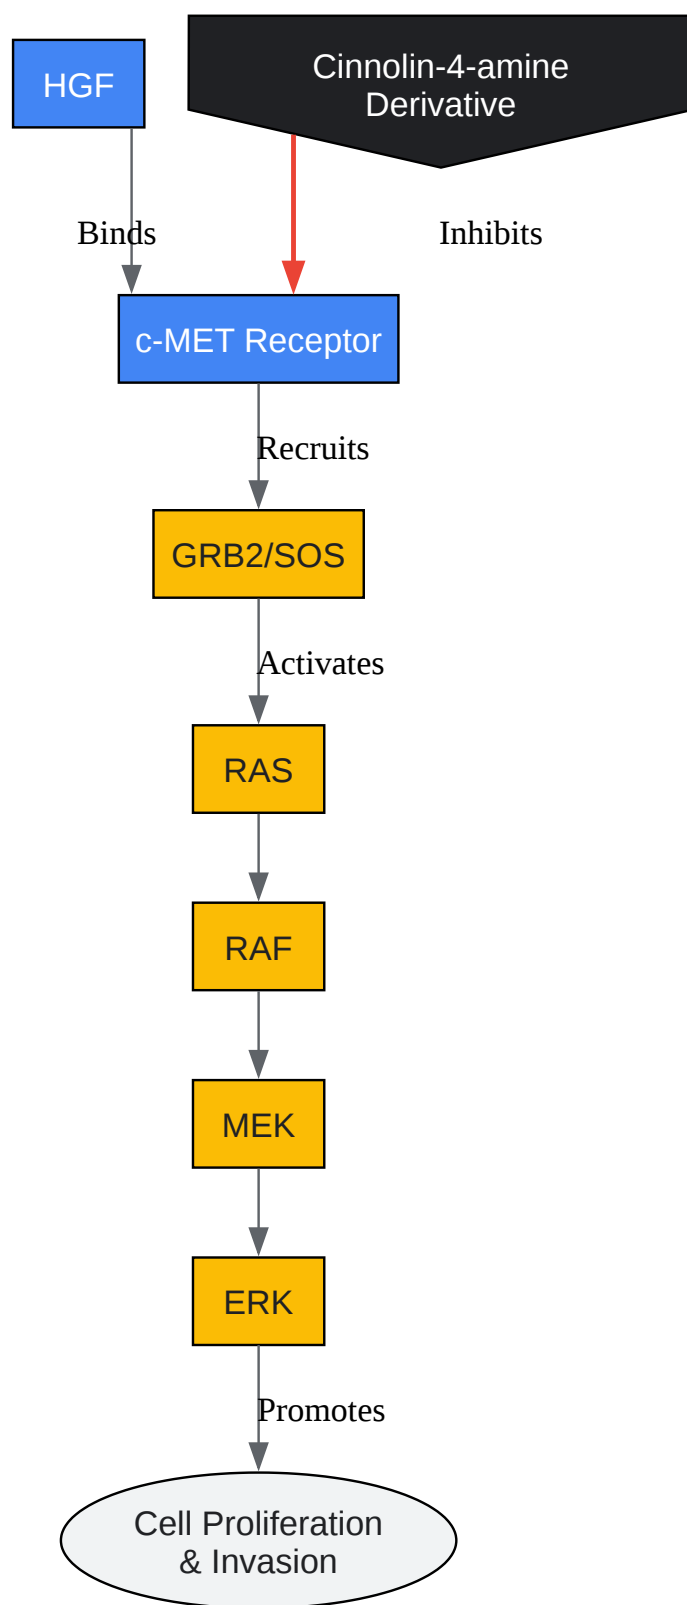 HGF
Cinnolin-4-amine
Derivative
Binds
Inhibits
c-MET Receptor
Recruits
GRB2/SOS
Activates
RAS
RAF
MEK
ERK
Promotes
Cell Proliferation
& Invasion